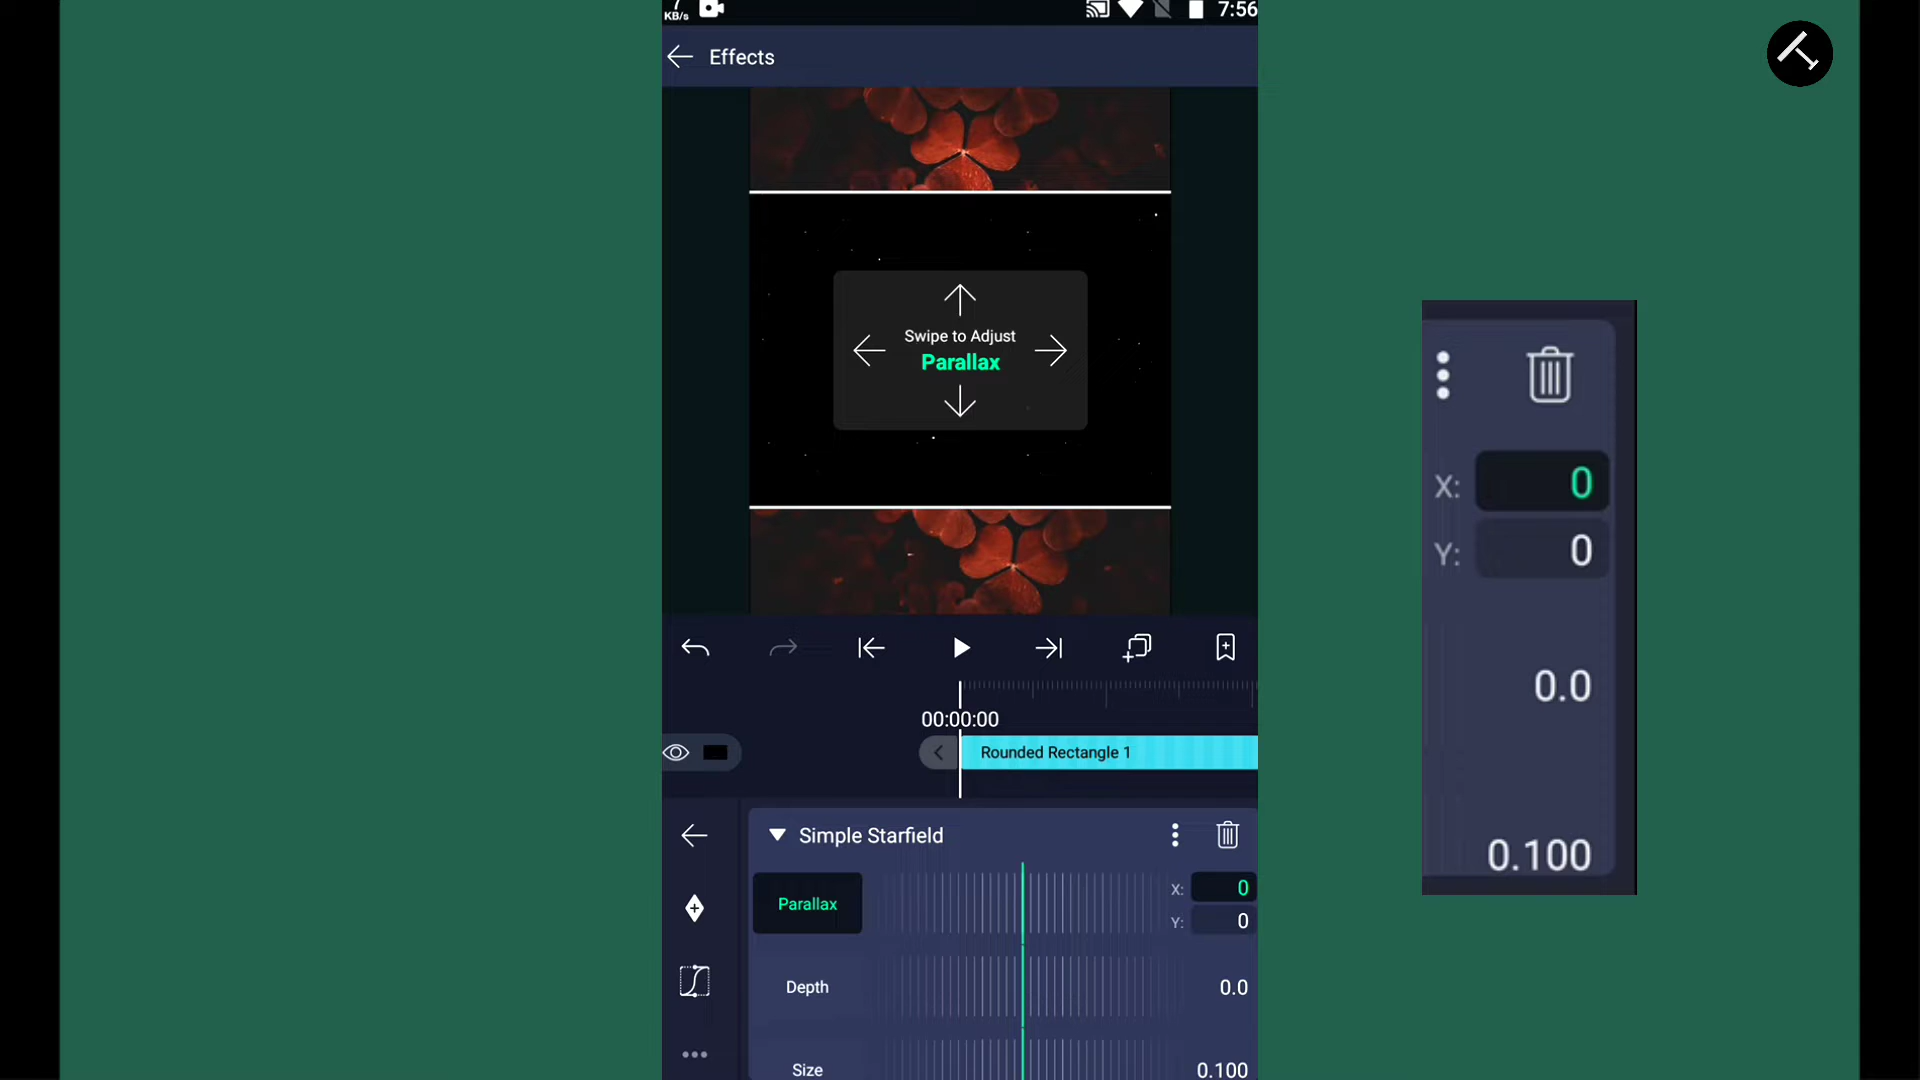 7
KB/s
7:56
Effects
Swipe to Adjust
Parallax
00:00:00
Rounded Rectangle 1
Simple Starfield
Parallax
X: 0
Y: 0
Depth 0.0
Size 0.100
X: 0
Y: 0
0.0
0.100